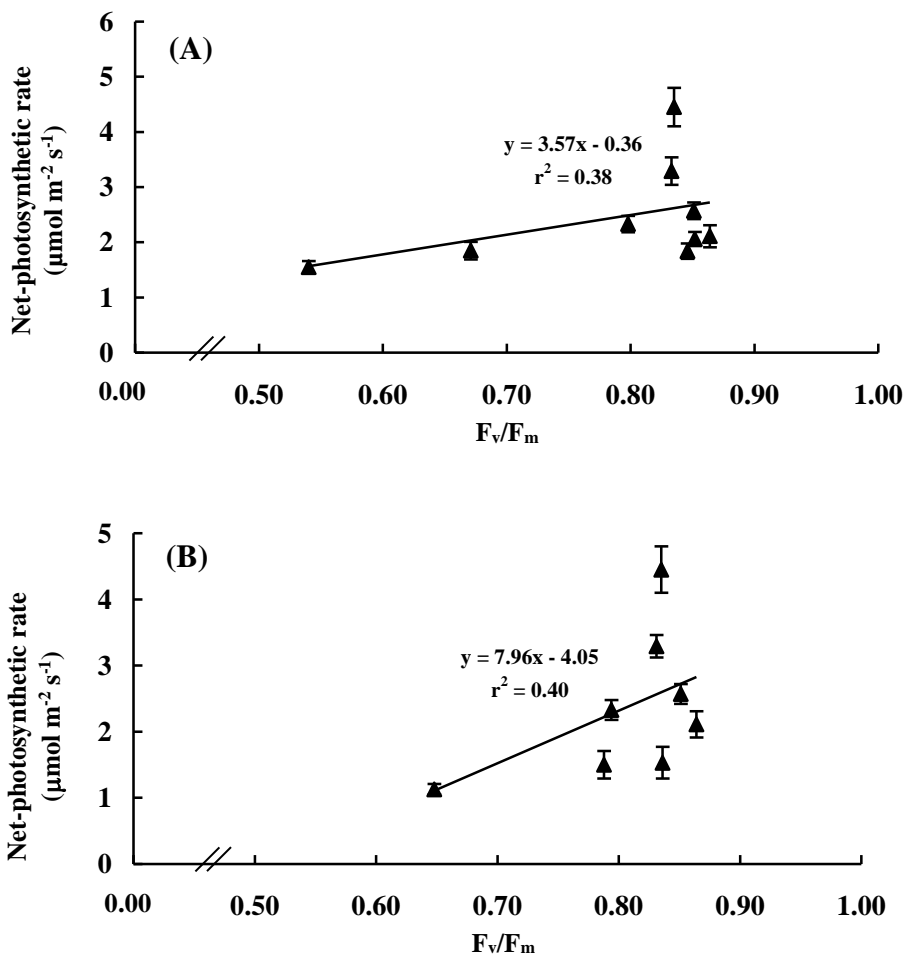 (A)
Net-photosynthetic rate
(μmol m⁻² s⁻¹)
6
5
4
3
2
1
0
y = 3.57x - 0.36
r² = 0.38
0.00 0.50 0.60 0.70 0.80 0.90 1.00
Fᵥ/Fₘ
(B)
Net-photosynthetic rate
(μmol m⁻² s⁻¹)
5
4
3
2
1
0
y = 7.96x - 4.05
r² = 0.40
0.00 0.50 0.60 0.70 0.80 0.90 1.00
Fᵥ/Fₘ